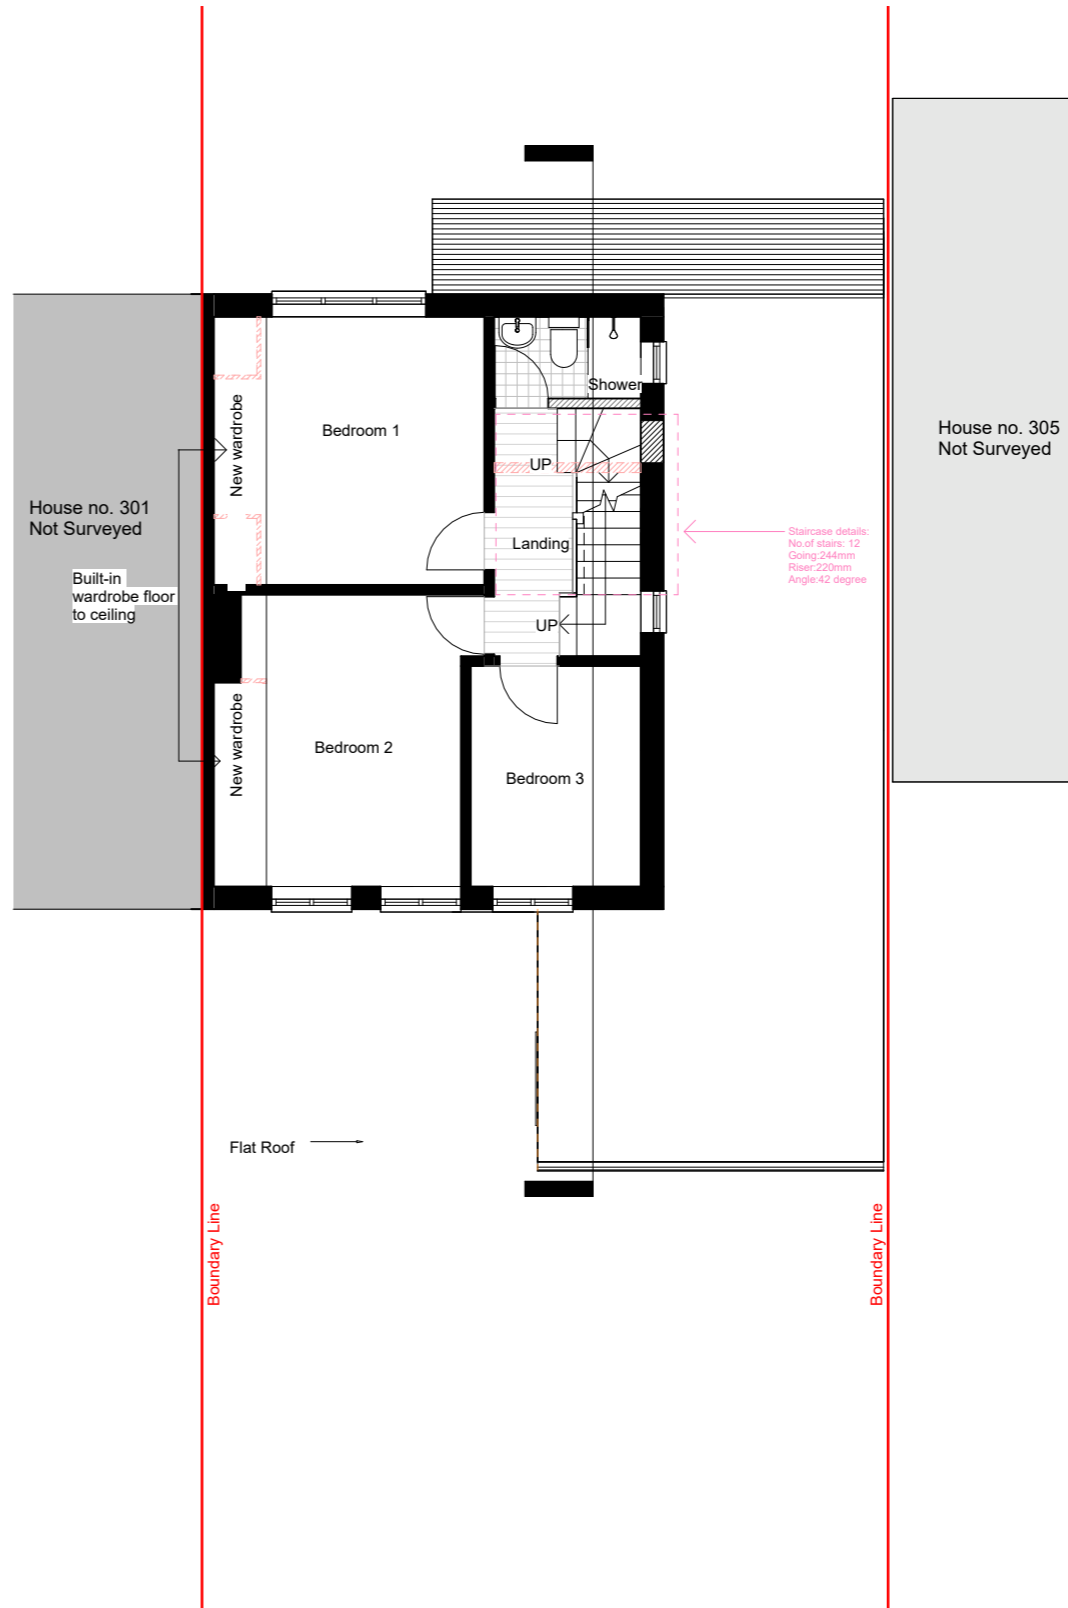 House no. 305
Not Surveyed
Shower
Bedroom 1
New wardrobe
UP
House no. 301
Not Surveyed
Landing
Staircase details:
No.of stairs: 12
Going:244mm
Riser:220mm
Angle:42 degree
Built-in
wardrobe floor
to ceiling
UP
New wardrobe
Bedroom 2
Bedroom 3
Flat Roof
Boundary Line
Boundary Line